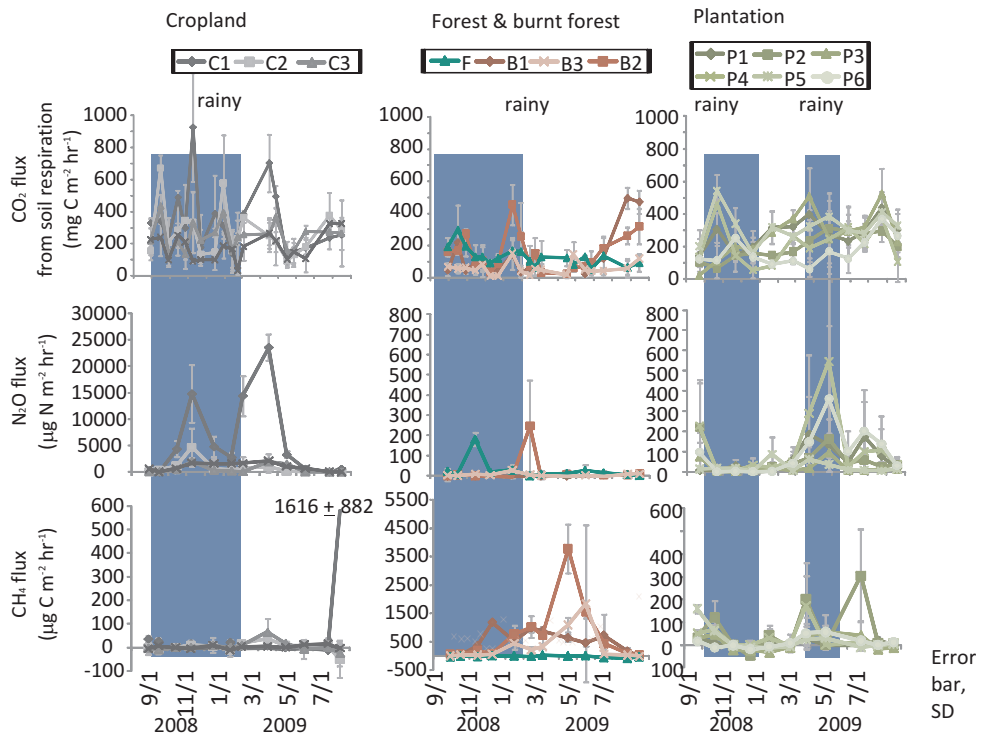 Cropland
Forest & burnt forest
Plantation
C1 C2 C3
F B1 B3 B2
P1 P2 P3
P4 P5 P6
rainy
rainy
rainy
rainy
CO₂ flux
from soil respiration
(mg C m⁻² hr⁻¹)
1000
800
600
400
200
0
1000
800
600
400
200
0
1000
800
600
400
200
0
N₂O flux
(µg N m⁻² hr⁻¹)
30000
25000
20000
15000
10000
5000
0
800
700
600
500
400
300
200
100
0
800
700
600
500
400
300
200
100
0
CH₄ flux
(µg C m⁻² hr⁻¹)
1616 ± 882
600
500
400
300
200
100
0
-100
5500
4500
3500
2500
1500
500
-500
600
400
300
200
100
0
100
9/1 11/1 1/1 3/1 5/1 7/1
2008 2009
9/1 11/1 1/1 3/1 5/1 7/1
2008 2009
9/1 11/1 1/1 3/1 5/1 7/1
2008 2009
Error
bar,
SD